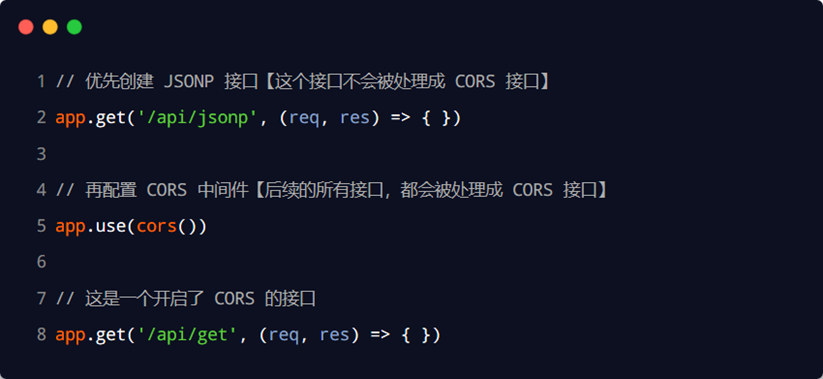 1 // 优先创建 JSONP 接口【这个接口不会被处理成 CORS 接口】
2 app.get('/api/jsonp', (req, res) => { })
3
4 // 再配置 CORS 中间件【后续的所有接口，都会被处理成 CORS 接口】
5 app.use(cors())
6
7 // 这是一个开启了 CORS 的接口
8 app.get('/api/get', (req, res) => { })